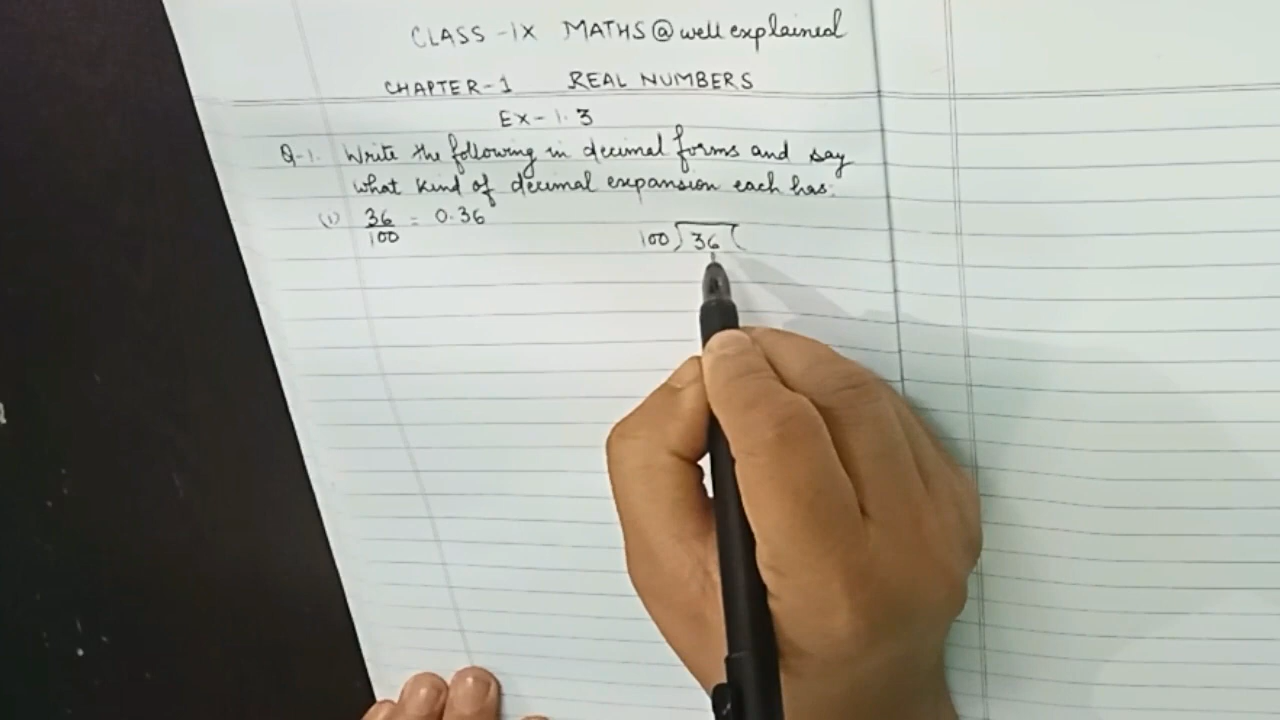 CLASS - IX MATHS @ well explained
CHAPTER - 1 REAL NUMBERS
EX - 1.3
Q-1. Write the following in decimal forms and say
what kind of decimal expansion each has:
(i) 36/100 = 0.36
100)36(